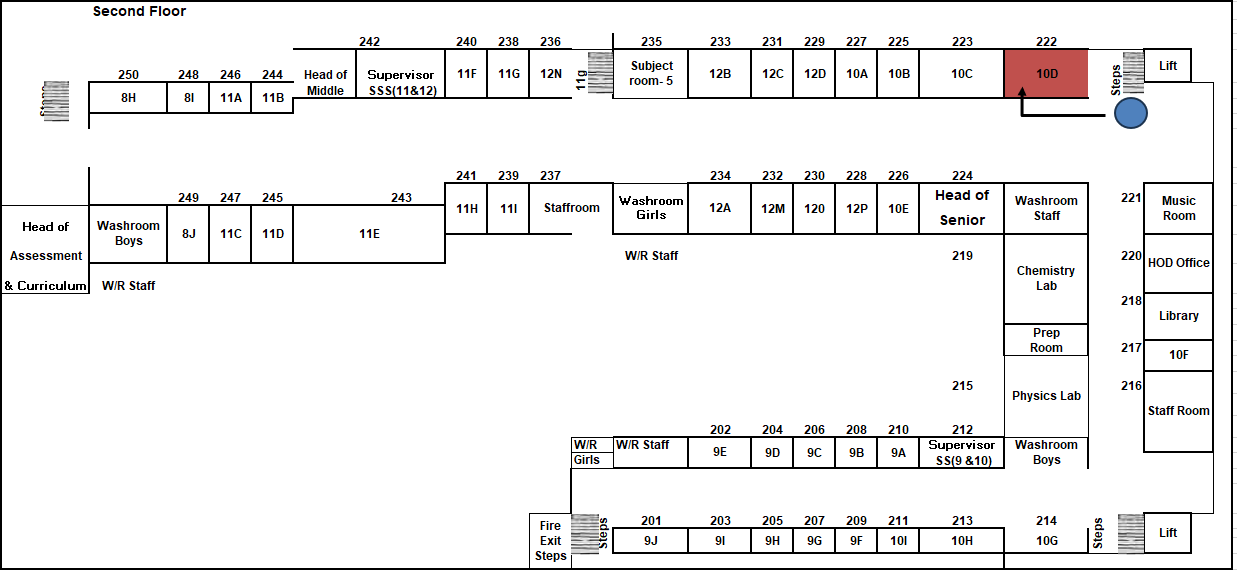 Second Floor
242 240 238 236 235 233 231 229 227 225 223 222
250 248 246 244
Head of
Middle
Supervisor
SSS(11&12)
11F 11G 12N
11g
Subject
room- 5
12B 12C 12D 10A 10B 10C 10D
Steps
Lift
Steps
8H 8I 11A 11B
241 239 237 234 232 230 228 226 224
249 247 245 243
11H 11I Staffroom
Washroom
Girls
12A 12M 120 12P 10E
Head of
Senior
Washroom
Staff
221
Music
Room
Head of
Assessment
& Curriculum
Washroom
Boys
8J 11C 11D 11E
W/R Staff
W/R Staff
219
Chemistry
Lab
220
HOD Office
218
Library
Prep
Room
217
10F
215
Physics Lab
216
Staff Room
202 204 206 208 210 212
W/R
Girls
W/R Staff
9E 9D 9C 9B 9A
Supervisor
SS(9 &10)
Washroom
Boys
201 203 205 207 209 211 213 214
Fire
Exit
Steps
Steps
9J 9I 9H 9G 9F 10I 10H 10G
Steps
Lift